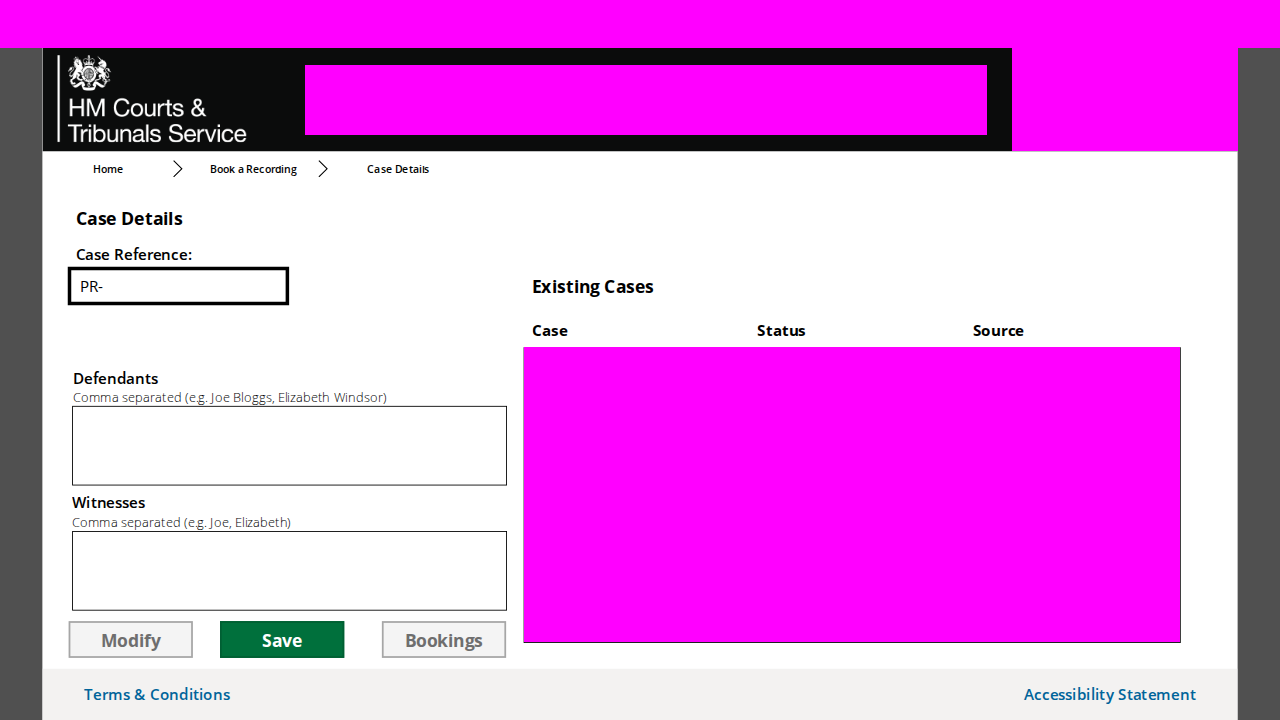 HM Courts &
Tribunals Service
Home
Book a Recording
Case Details
Case Details
Case Reference:
PR-
Existing Cases
Case
Status
Source
Defendants
Comma separated (e.g. Joe Bloggs, Elizabeth Windsor)
Witnesses
Comma separated (e.g. Joe, Elizabeth)
Modify
Save
Bookings
Terms & Conditions
Accessibility Statement